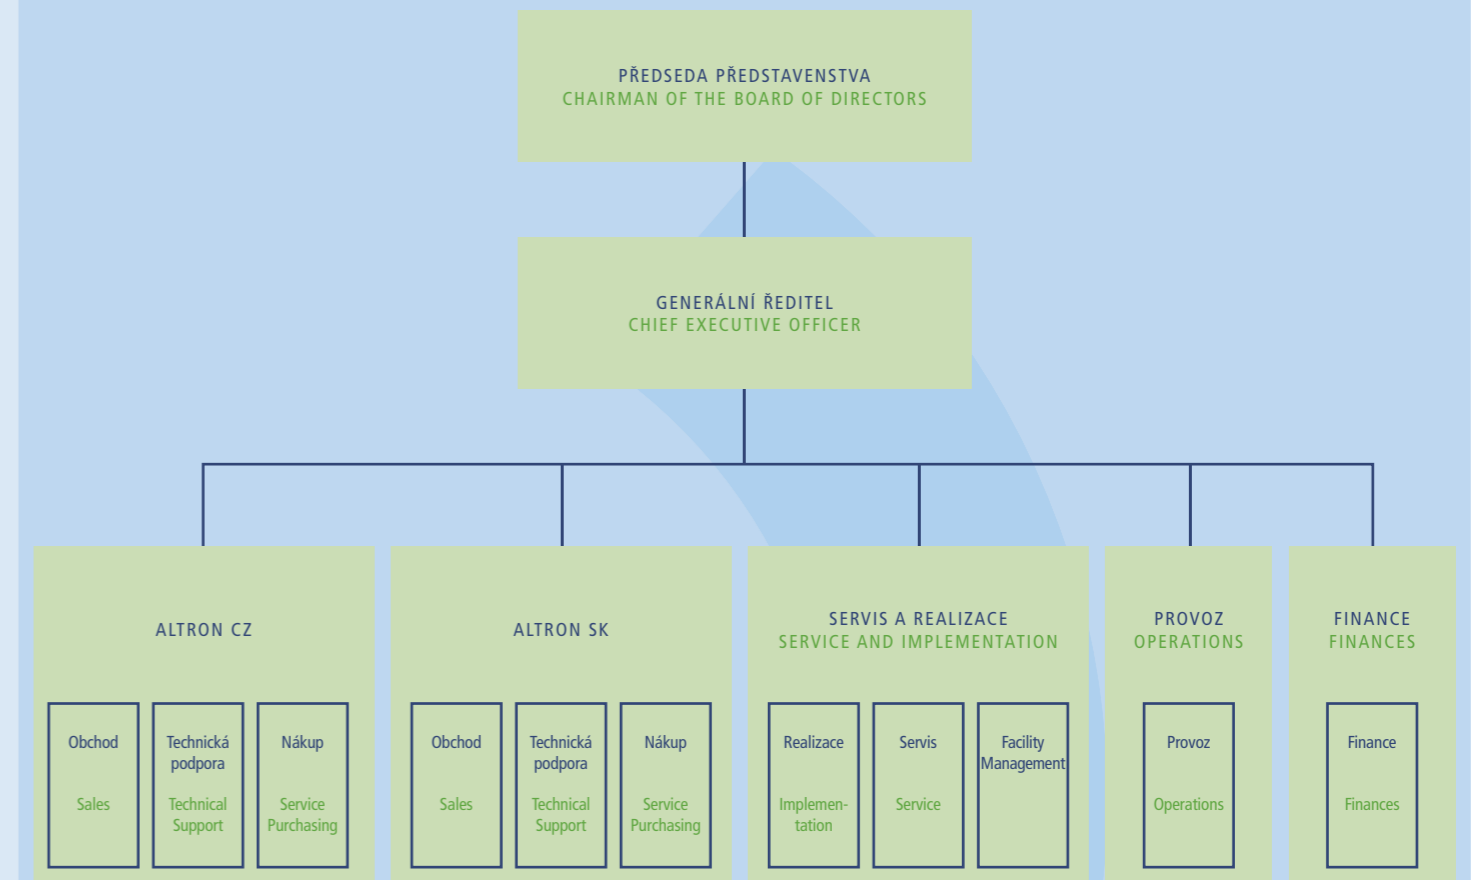 PŘEDSEDA PŘEDSTAVENSTVA
CHAIRMAN OF THE BOARD OF DIRECTORS
GENERÁLNÍ ŘEDITEL
CHIEF EXECUTIVE OFFICER
ALTRON CZ
Obchod
Sales
Technická
podpora
Technical
Support
Nákup
Service
Purchasing
ALTRON SK
Obchod
Sales
Technická
podpora
Technical
Support
Nákup
Service
Purchasing
SERVIS A REALIZACE
SERVICE AND IMPLEMENTATION
Realizace
Implemen-
tation
Servis
Service
Facility
Management
PROVOZ
OPERATIONS
Provoz
Operations
FINANCE
FINANCES
Finance
Finances